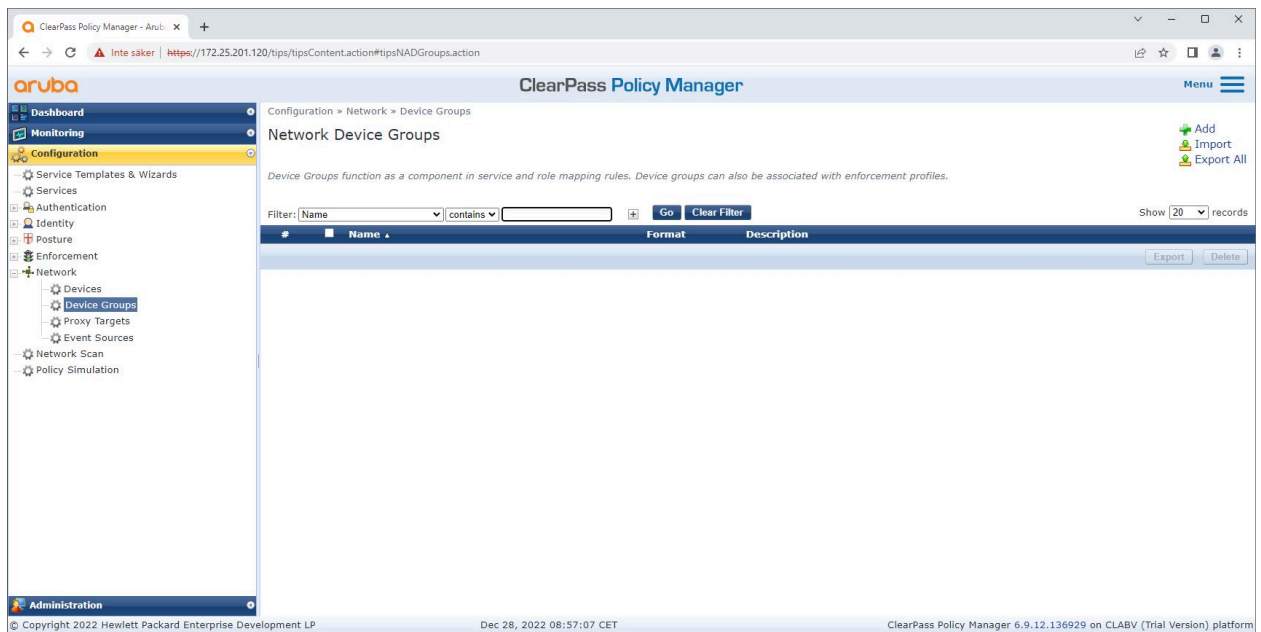 ClearPass Policy Manager - Arub
Inte säker | https://172.25.201.120/tips/tipsContent.action#tipsNADGroups.action
aruba
ClearPass Policy Manager
Menu
Dashboard
Monitoring
Configuration
Service Templates & Wizards
Services
Authentication
Identity
Posture
Enforcement
Network
Devices
Device Groups
Proxy Targets
Event Sources
Network Scan
Policy Simulation
Administration
Configuration » Network » Device Groups
Network Device Groups
Add
Import
Export All
Device Groups function as a component in service and role mapping rules. Device groups can also be associated with enforcement profiles.
Filter: Name contains Go Clear Filter Show 20 records
# Name Format Description
Export Delete
© Copyright 2022 Hewlett Packard Enterprise Development LP Dec 28, 2022 08:57:07 CET ClearPass Policy Manager 6.9.12.136929 on CLABV (Trial Version) platform